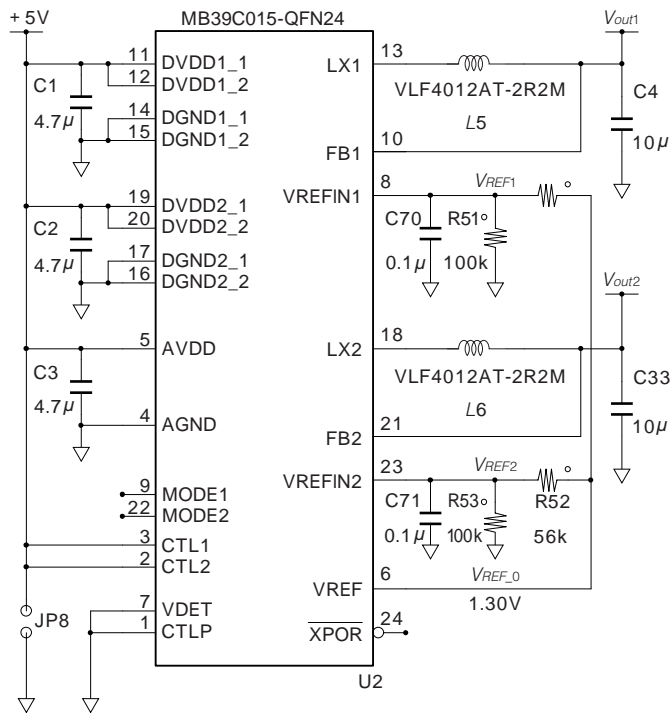 +5V
MB39C015-QFN24
Vout1
11 DVDD1_1
12 DVDD1_2
C1
4.7μ
14 DGND1_1
15 DGND1_2
LX1 13
VLF4012AT-2R2M
L5
C4
10μ
FB1 10
VREFIN1 8
VREF1
C70
0.1μ
R51
100k
19 DVDD2_1
20 DVDD2_2
C2
4.7μ
17 DGND2_1
16 DGND2_2
Vout2
5 AVDD
C3
4.7μ
4 AGND
LX2 18
VLF4012AT-2R2M
L6
C33
10μ
FB2 21
VREFIN2 23
VREF2
C71
0.1μ
R53
100k
R52
56k
9 MODE1
22 MODE2
3 CTL1
2 CTL2
VREF 6
VREF_0
1.30V
7 VDET
1 CTLP
JP8
XPOR 24
U2